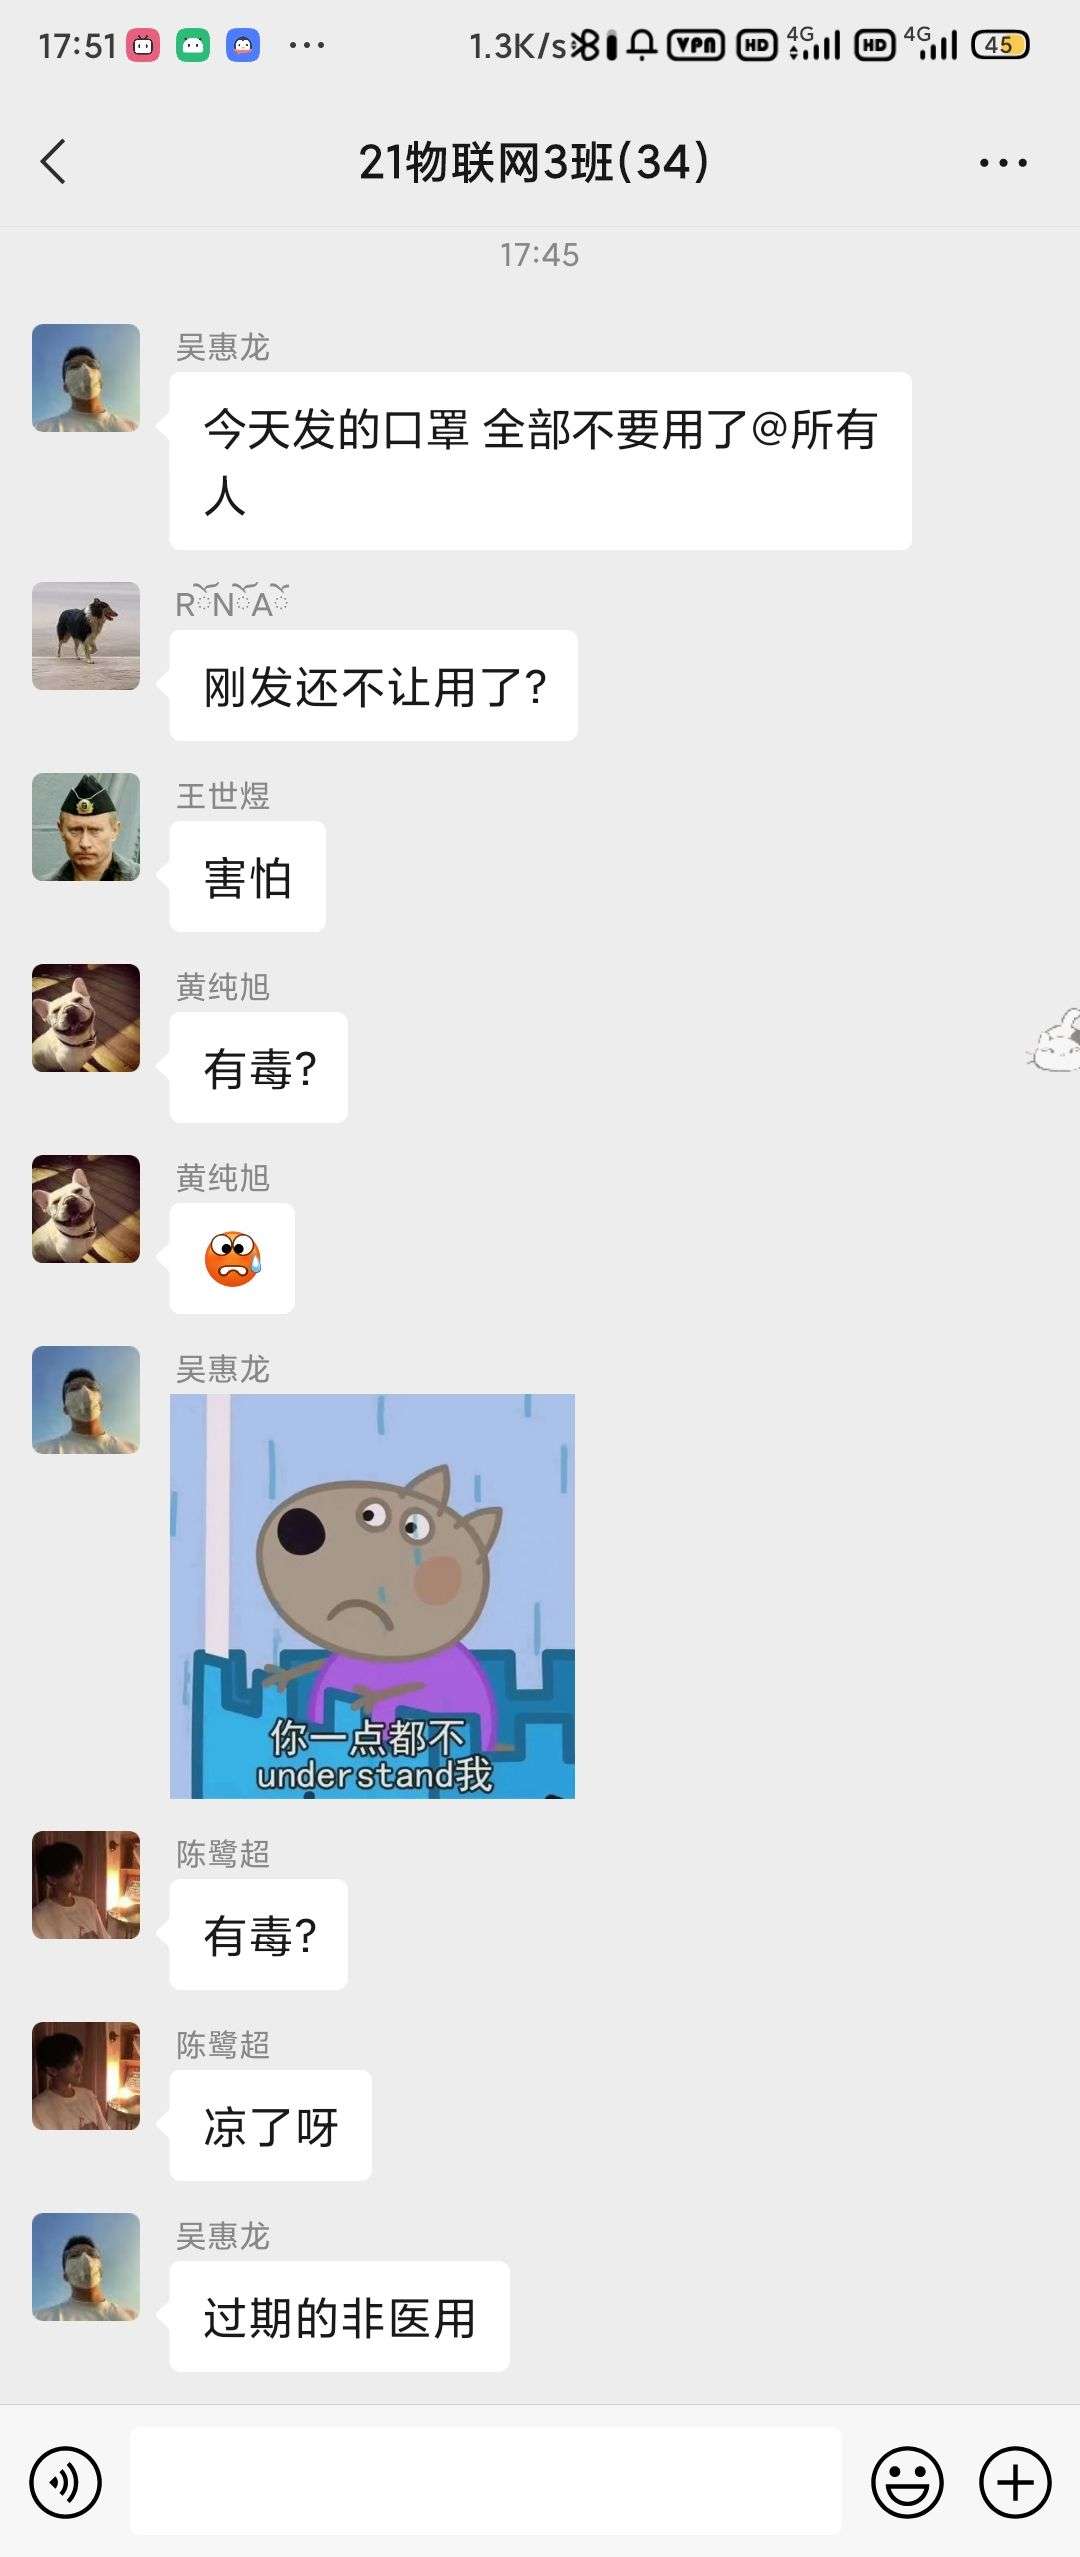 17:51
1.3K/s
VPN
HD
4G
HD
4G
45
21物联网3班(34)
17:45
吴惠龙
今天发的口罩 全部不要用了@所有
人
RNA
刚发还不让用了?
王世煜
害怕
黄纯旭
有毒?
黄纯旭
吴惠龙
你一点都不
understand我
陈鹭超
有毒?
陈鹭超
凉了呀
吴惠龙
过期的非医用